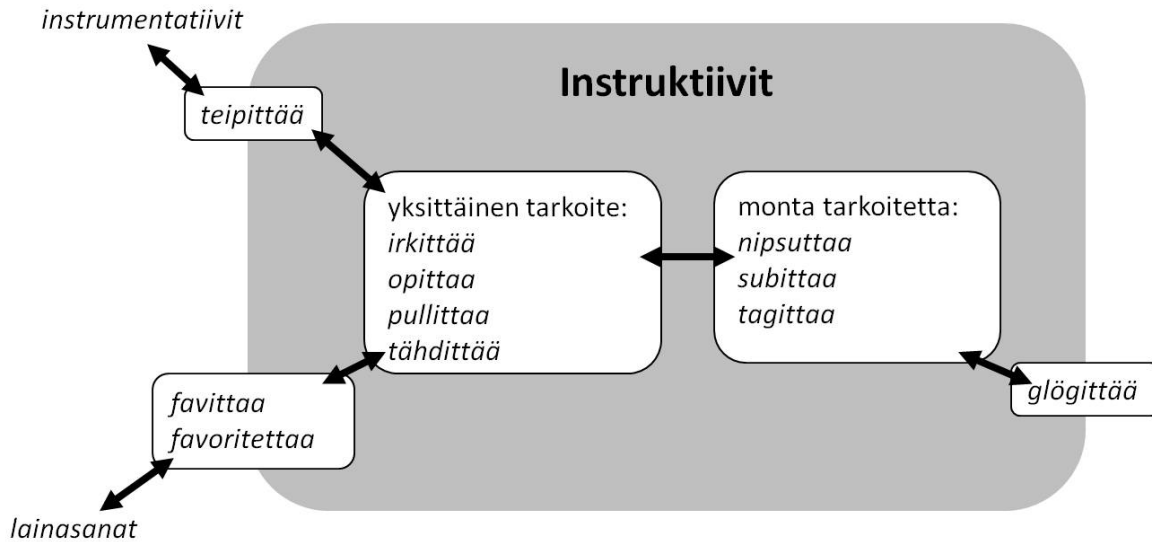 instrumentatiivit
Instruktiivit
teipittää
yksittäinen tarkoite:
irkittää
opittaa
pullittaa
tähdittää
monta tarkoitetta:
nipsuttaa
subittaa
tagittaa
favittaa
favoritettaa
glögittää
lainasanat